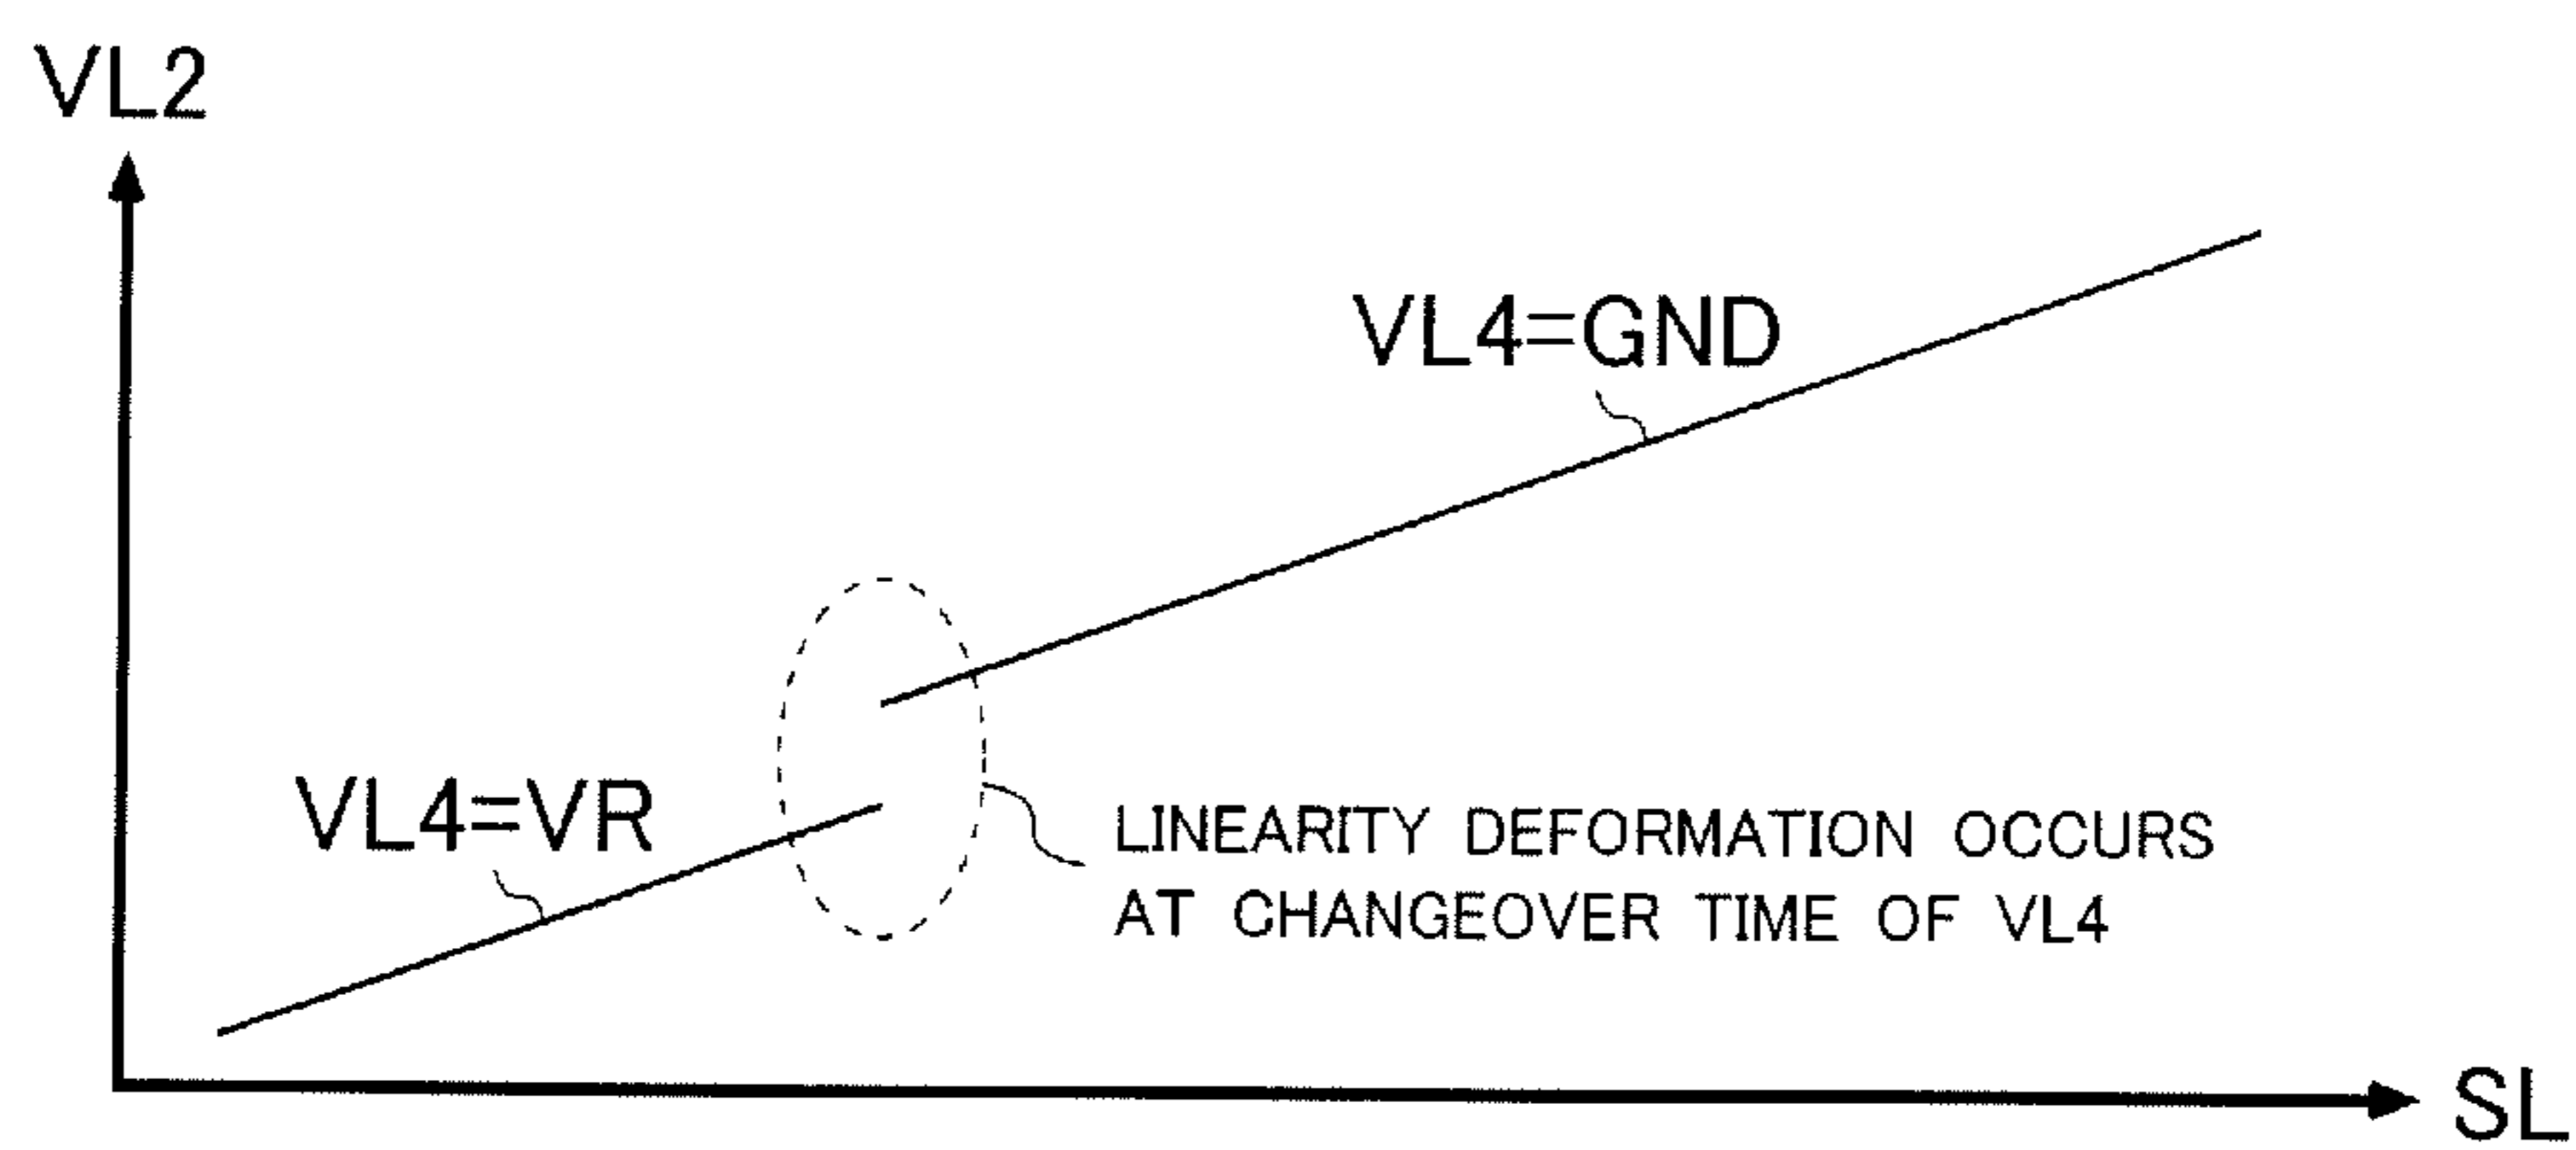 VL2
VL4=GND
VL4=VR
LINEARITY DEFORMATION OCCURS
AT CHANGEOVER TIME OF VL4
SL